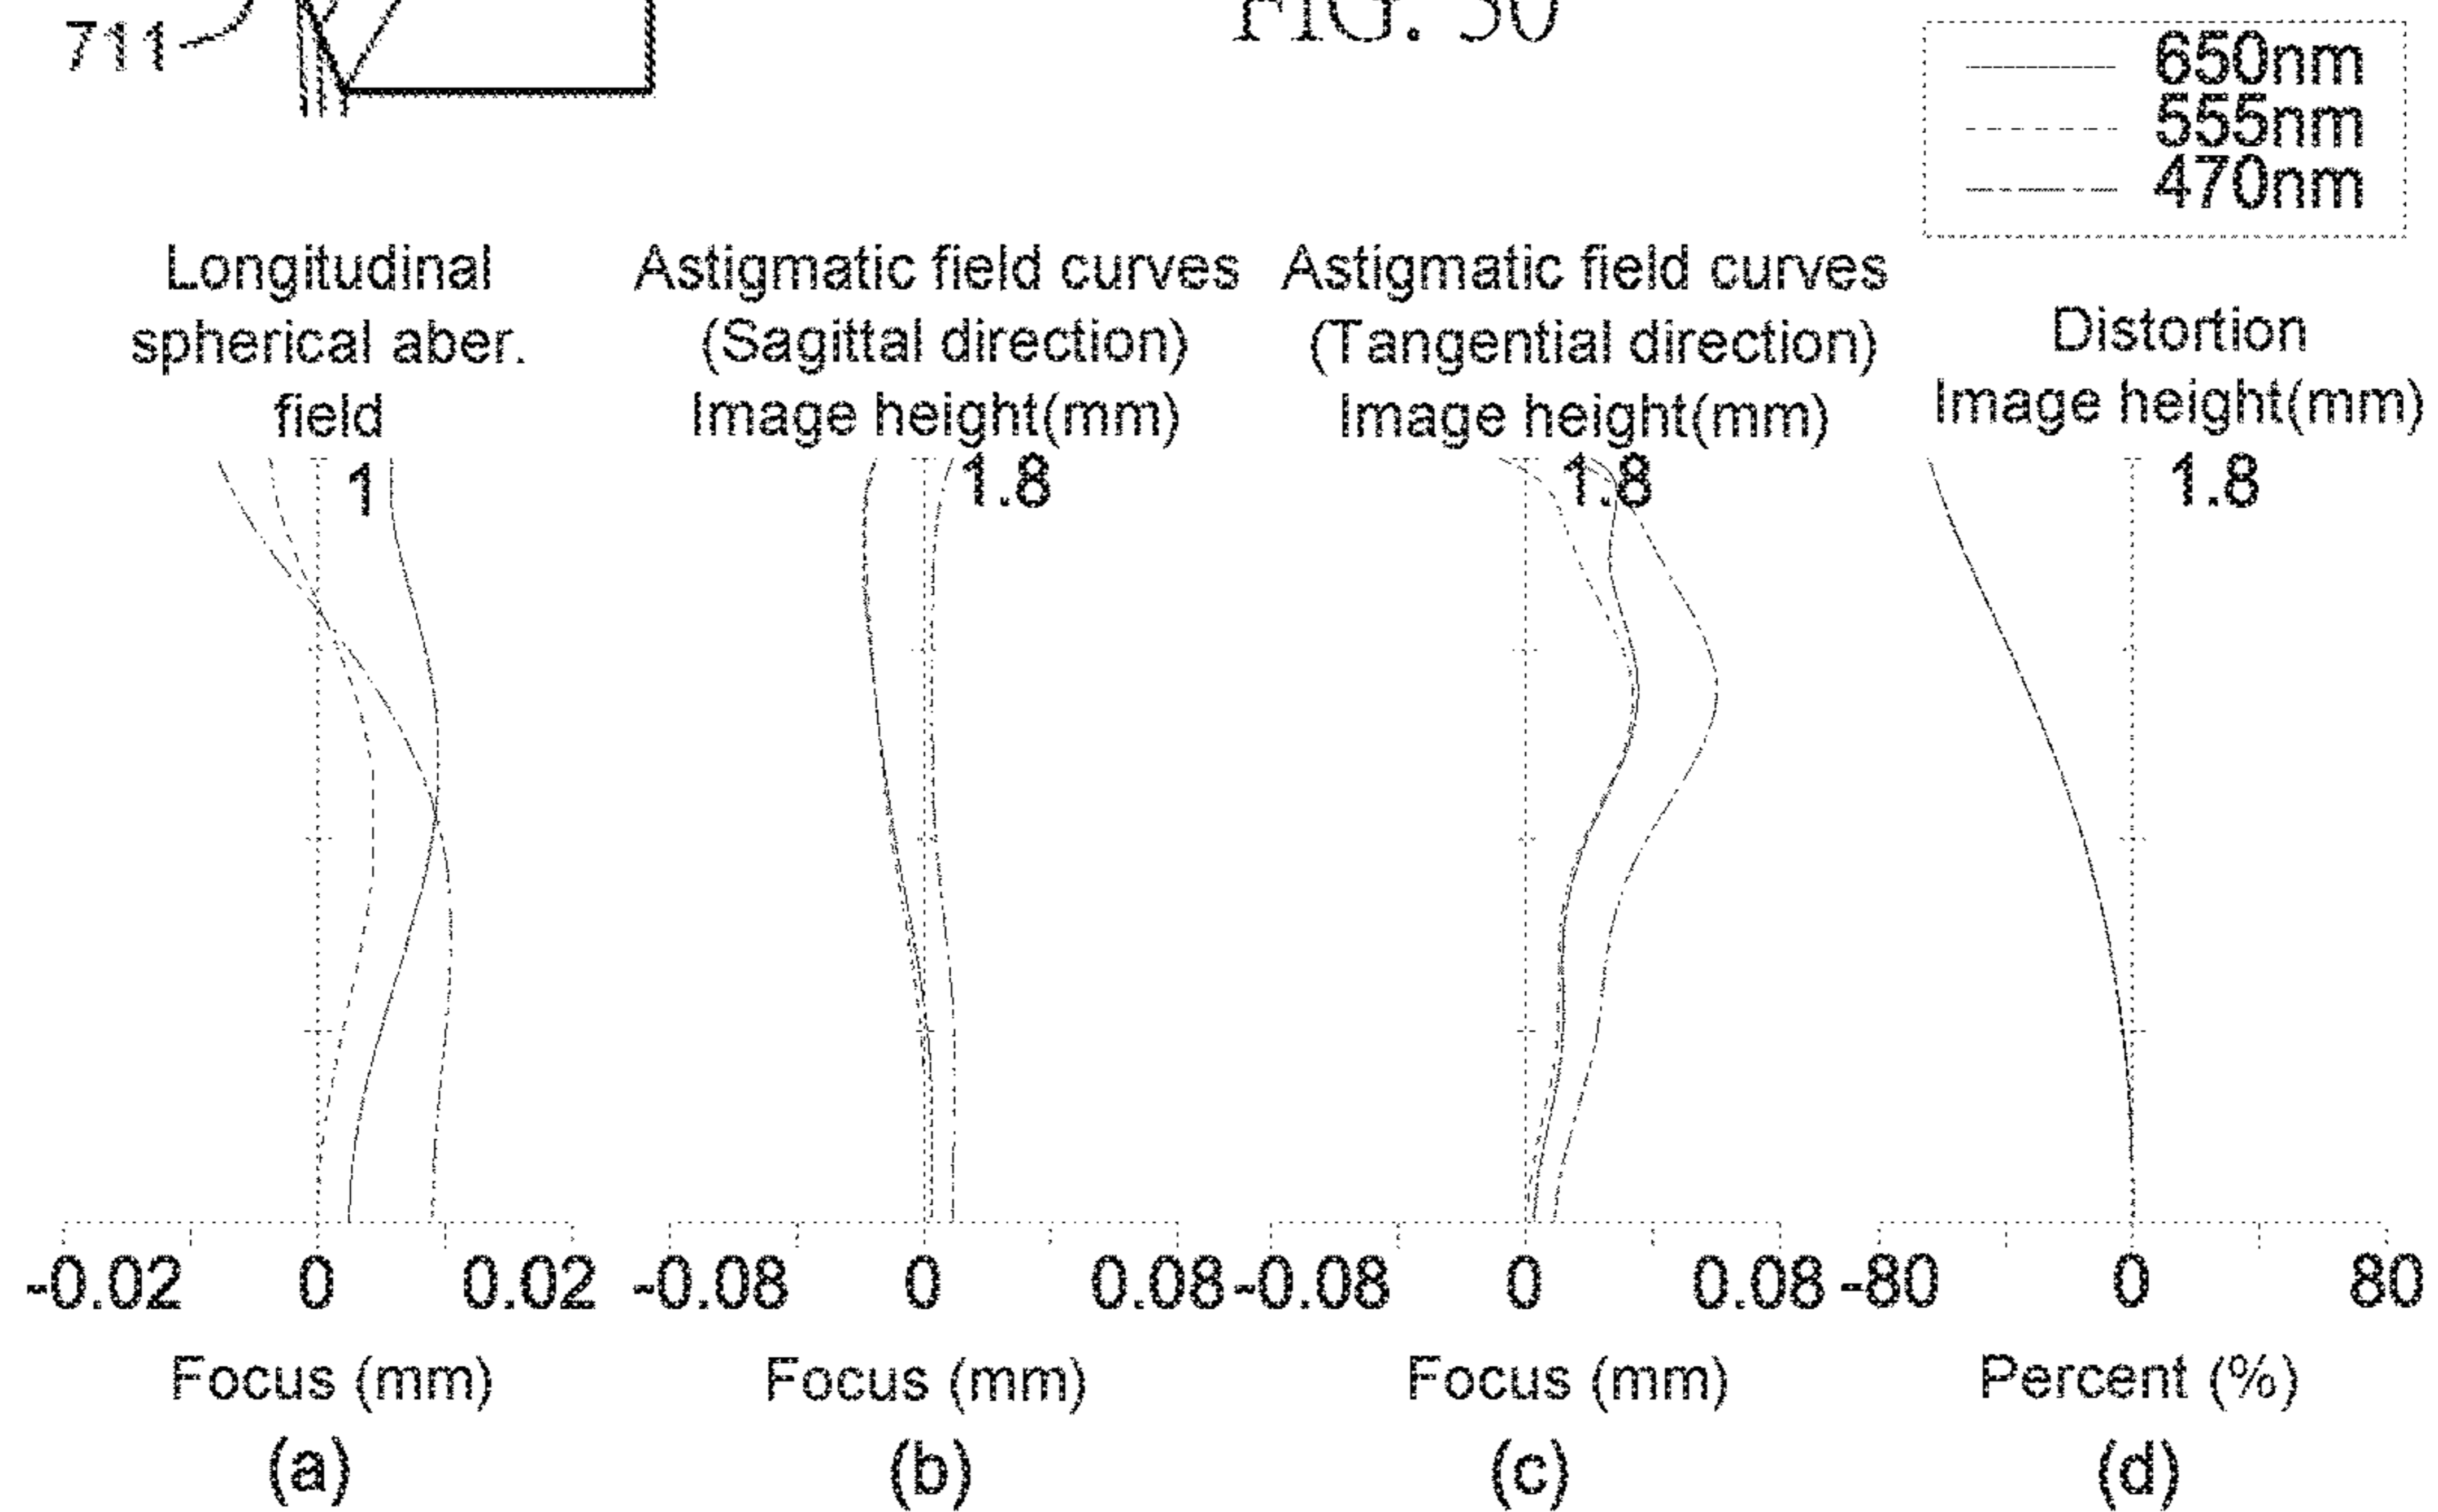 711
FIG. 30
650nm
555nm
470nm
Longitudinal
spherical aber.
field
1
Astigmatic field curves
(Sagittal direction)
Image height(mm)
1.8
Astigmatic field curves
(Tangential direction)
Image height(mm)
1.8
Distortion
Image height(mm)
1.8
-0.02 0 0.02
Focus (mm)
(a)
-0.08 0 0.08
Focus (mm)
(b)
-0.08 0 0.08
Focus (mm)
(c)
-80 0 80
Percent (%)
(d)